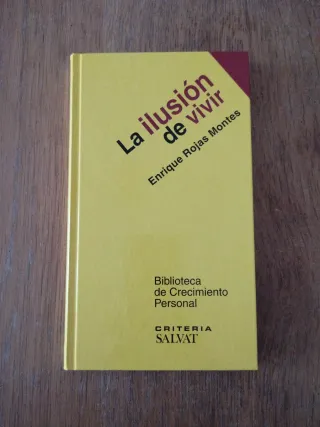 La ilusión
de vivir
Enrique Rojas Montes
Biblioteca
de Crecimiento
Personal
CRITERIA
SALVAT